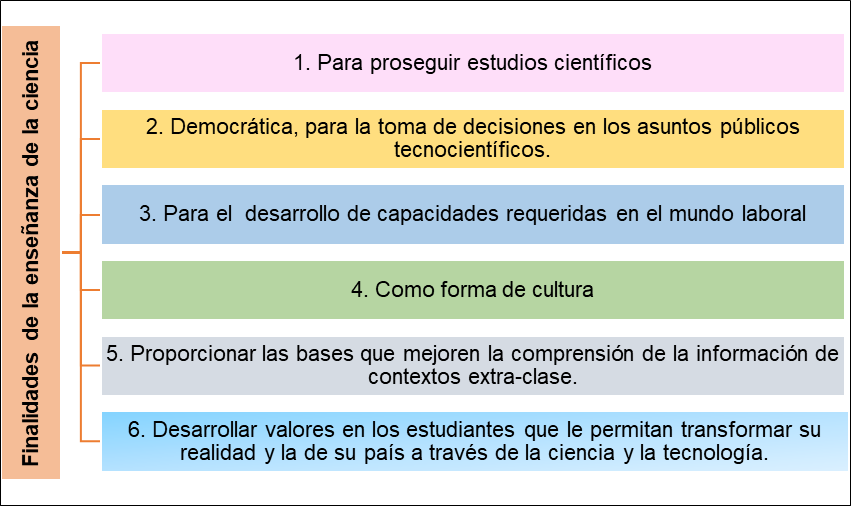 Finalidades de la enseñanza de la ciencia
1. Para proseguir estudios científicos
2. Democrática, para la toma de decisiones en los asuntos públicos
tecnocientíficos.
3. Para el desarrollo de capacidades requeridas en el mundo laboral
4. Como forma de cultura
5. Proporcionar las bases que mejoren la comprensión de la información de
contextos extra-clase.
6. Desarrollar valores en los estudiantes que le permitan transformar su
realidad y la de su país a través de la ciencia y la tecnología.